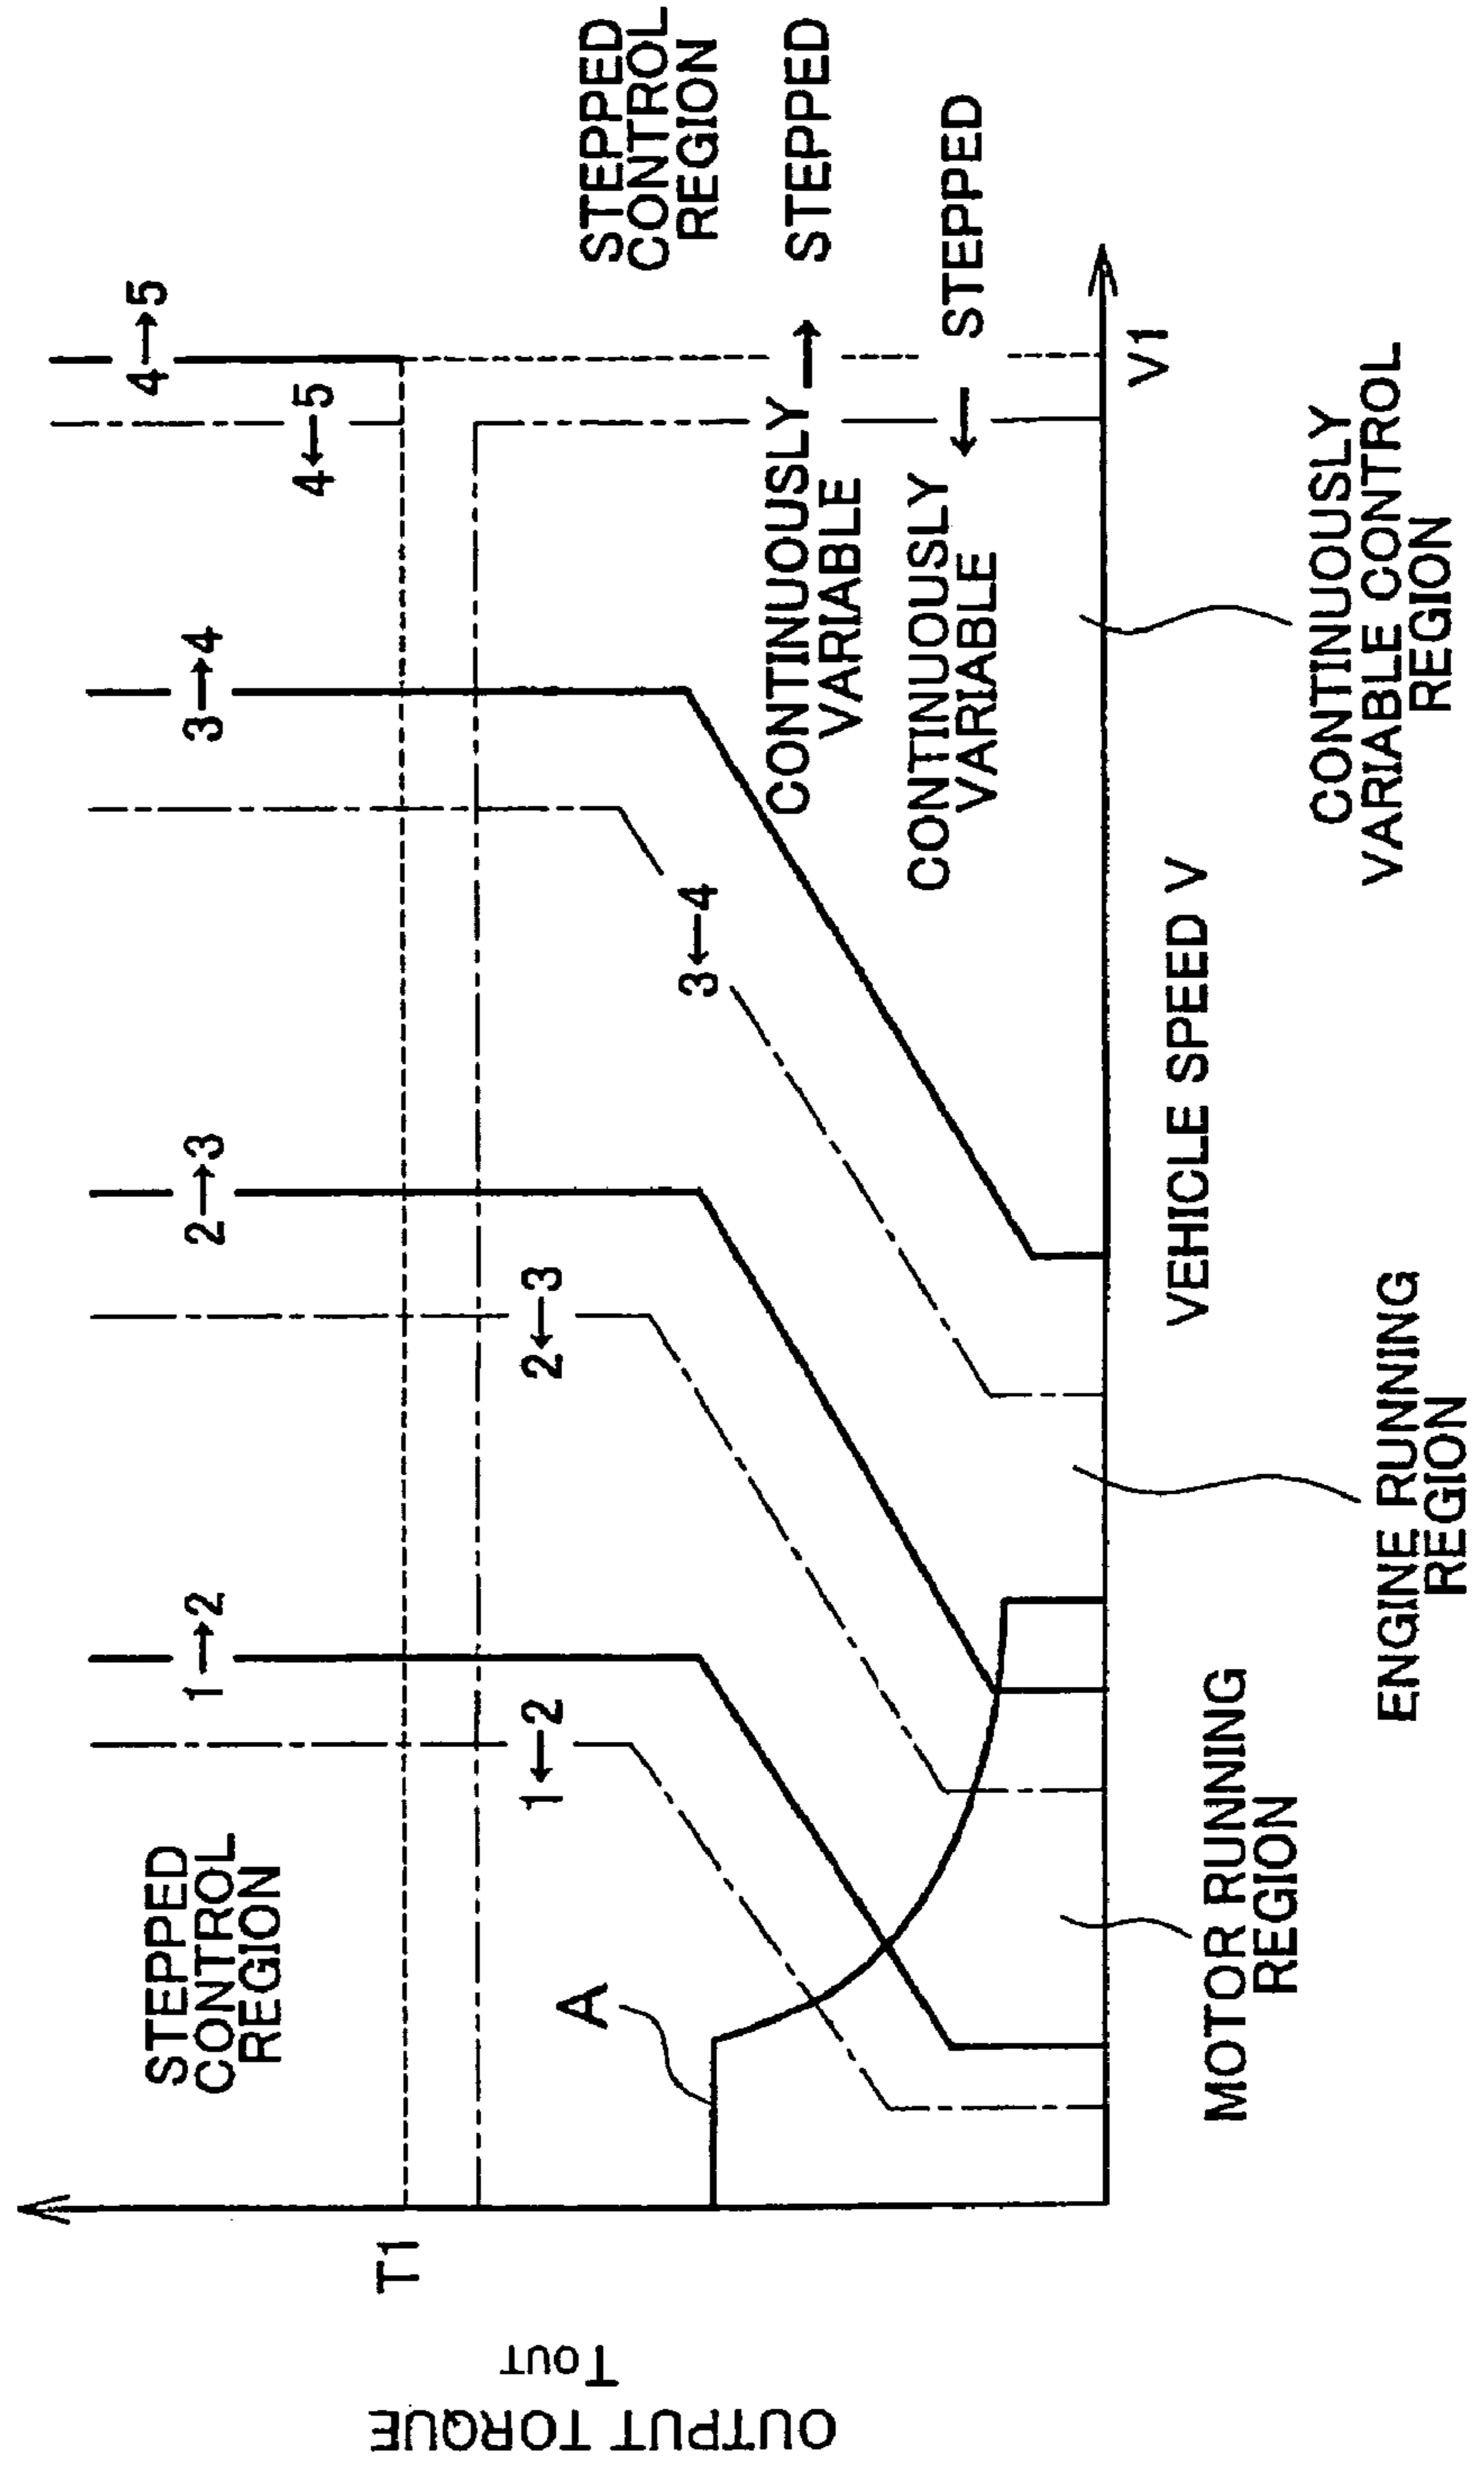 STEPPED
CONTROL
REGION
1→2
1←2
2→3
2←3
3→4
3←4
4→5
4←5
STEPPED
CONTROL
REGION
CONTINUOUSLY
VARIABLE
→ STEPPED
CONTINUOUSLY
VARIABLE
← STEPPED
T1
OUTPUT TORQUE
TOUT
A
V1
VEHICLE SPEED V
MOTOR RUNNING
REGION
ENGINE RUNNING
REGION
CONTINUOUSLY
VARIABLE CONTROL
REGION